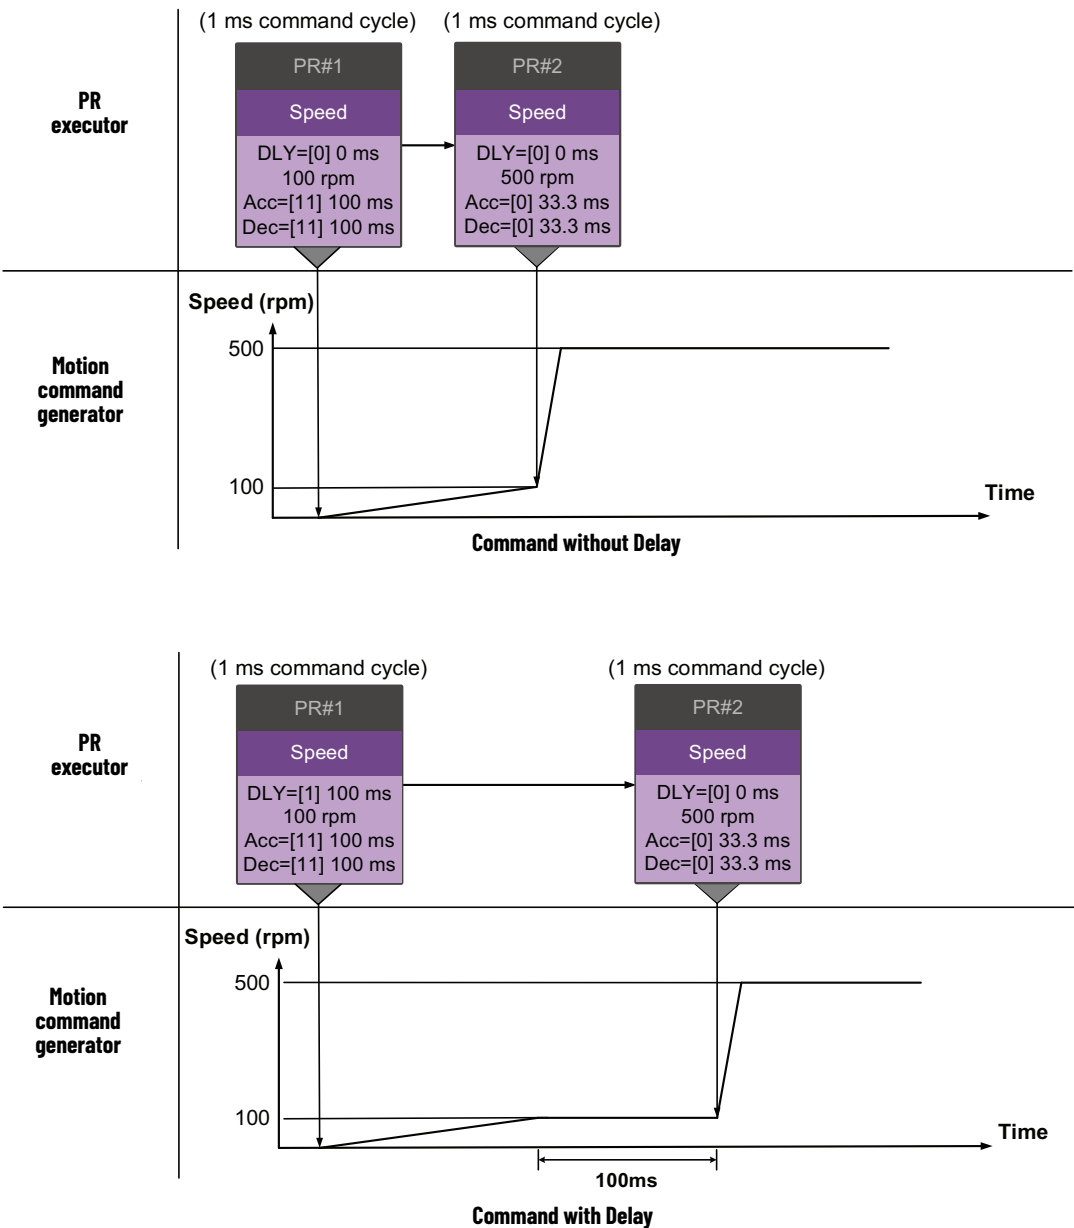 (1 ms command cycle)
(1 ms command cycle)
PR#1
PR#2
PR
executor
Speed
Speed
DLY=[0] 0 ms
100 rpm
Acc=[11] 100 ms
Dec=[11] 100 ms
DLY=[0] 0 ms
500 rpm
Acc=[0] 33.3 ms
Dec=[0] 33.3 ms
Speed (rpm)
500
Motion
command
generator
100
Time
Command without Delay
(1 ms command cycle)
(1 ms command cycle)
PR#1
PR#2
PR
executor
Speed
Speed
DLY=[1] 100 ms
100 rpm
Acc=[11] 100 ms
Dec=[11] 100 ms
DLY=[0] 0 ms
500 rpm
Acc=[0] 33.3 ms
Dec=[0] 33.3 ms
Speed (rpm)
500
Motion
command
generator
100
Time
100ms
Command with Delay